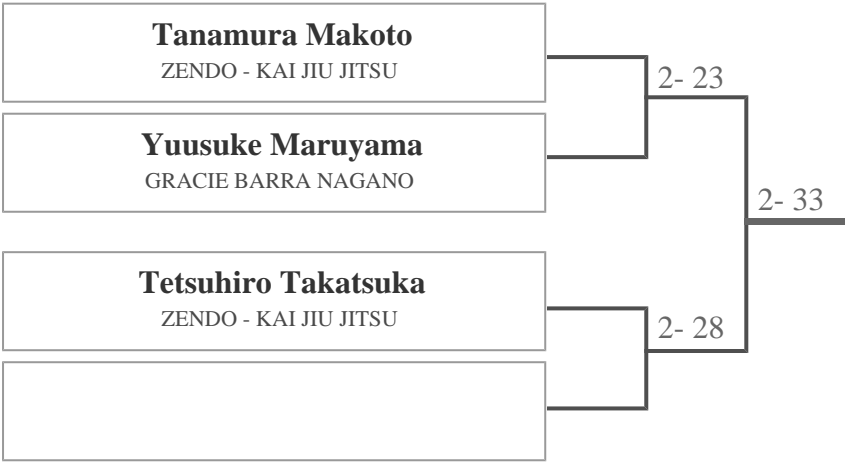 Tanamura Makoto
ZENDO - KAI JIU JITSU
2- 23
Yuusuke Maruyama
GRACIE BARRA NAGANO
2- 33
Tetsuhiro Takatsuka
ZENDO - KAI JIU JITSU
2- 28